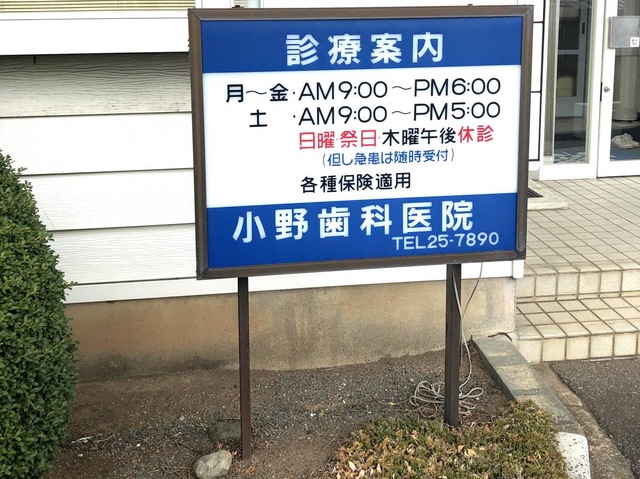 診療案内
月～金・AM9:00～PM6:00
土・AM9:00～PM5:00
日曜・祭日・木曜午後休診
(但し急患は随時受付)
各種保険適用
小野歯科医院
TEL25-7890